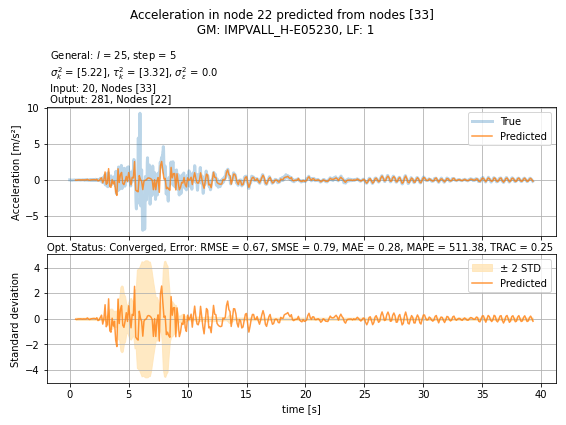 Acceleration in node 22 predicted from nodes [33]
GM: IMPVALL_H-E05230, LF: 1
General: l = 25, step = 5
σ²ₖ = [5.22], τ²ₖ = [3.32], σ²ε = 0.0
Input: 20, Nodes [33]
Output: 281, Nodes [22]
Acceleration [m/s²]
10
5
0
−5
True
Predicted
Opt. Status: Converged, Error: RMSE = 0.67, SMSE = 0.79, MAE = 0.28, MAPE = 511.38, TRAC = 0.25
Standard deviation
4
2
0
−2
−4
± 2 STD
Predicted
0 5 10 15 20 25 30 35 40
time [s]